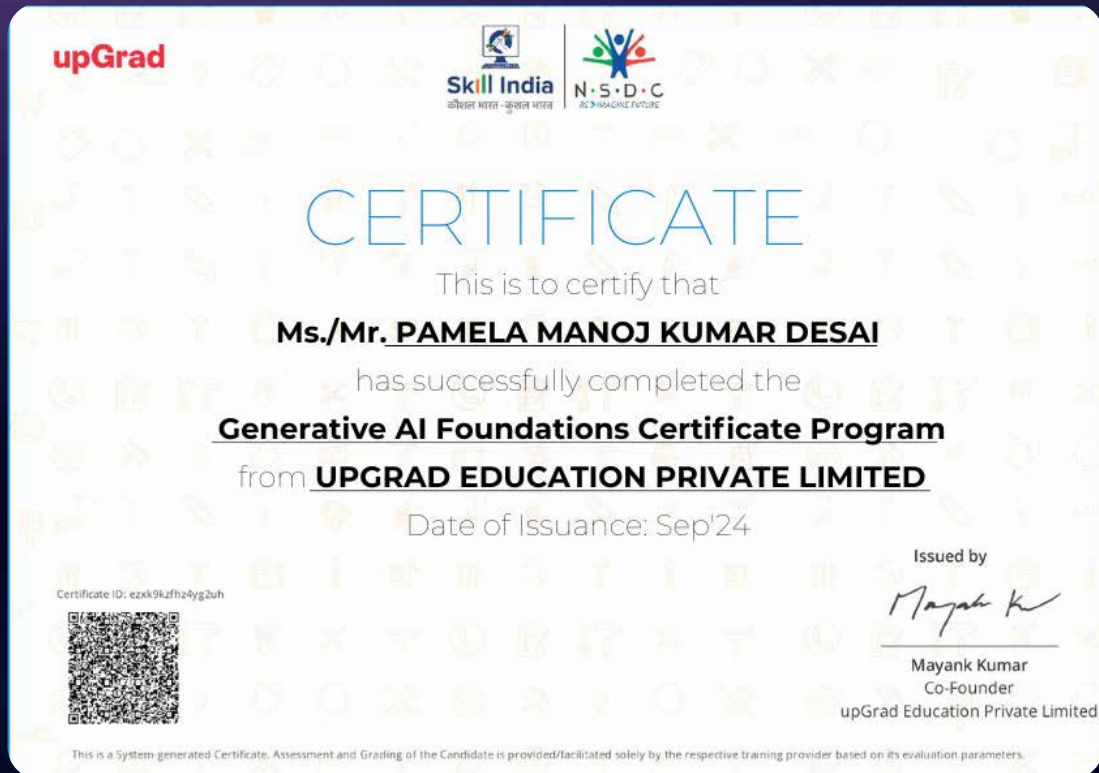 upGrad
Skill India
कौशल भारत - कुशल भारत
N·S·D·C
RE-IMAGINE FUTURE
CERTIFICATE
This is to certify that
Ms./Mr. PAMELA MANOJ KUMAR DESAI
has successfully completed the
Generative AI Foundations Certificate Program
from UPGRAD EDUCATION PRIVATE LIMITED
Date of Issuance: Sep'24
Issued by
Certificate ID: ezxk9kzfhz4yg2uh
Mayank Kumar
Co-Founder
upGrad Education Private Limited
This is a System-generated Certificate. Assessment and Grading of the Candidate is provided/facilitated solely by the respective training provider based on its evaluation parameters.